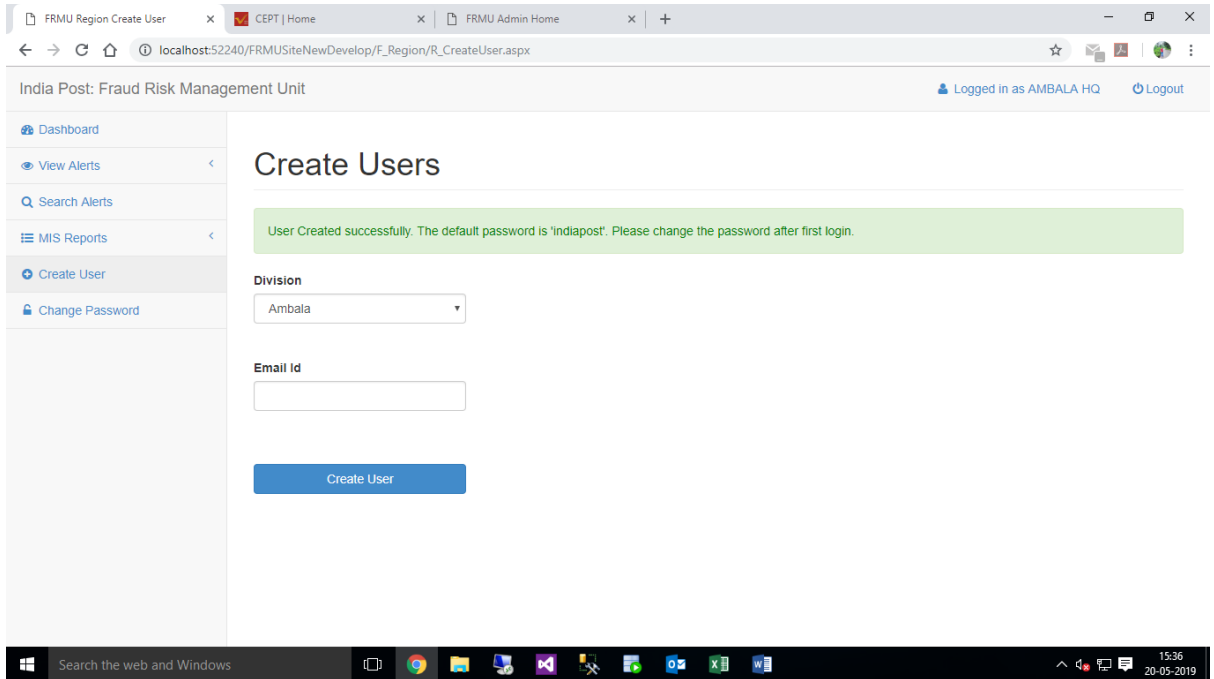 FRMU Region Create User
CEPT | Home
FRMU Admin Home
localhost:52240/FRMUSiteNewDevelop/F_Region/R_CreateUser.aspx
India Post: Fraud Risk Management Unit
Logged in as AMBALA HQ
Logout
Dashboard
View Alerts
Search Alerts
MIS Reports
Create User
Change Password
Create Users
User Created successfully. The default password is 'indiapost'. Please change the password after first login.
Division
Ambala
Email Id
Create User
Search the web and Windows
15:36
20-05-2019